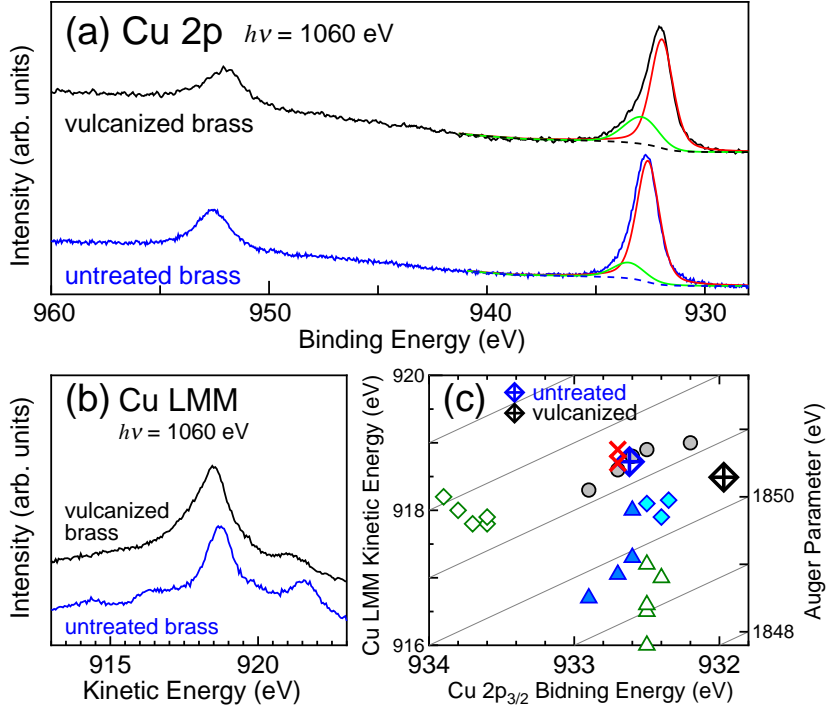 (a) Cu 2p hν = 1060 eV
Intensity (arb. units)
vulcanized brass
untreated brass
960 950 940 930
Binding Energy (eV)
(b) Cu LMM
hν = 1060 eV
Intensity (arb. units)
vulcanized
brass
untreated brass
915 920
Kinetic Energy (eV)
(c)
untreated
vulcanized
Cu LMM Kinetic Energy (eV)
920
918
916
934 933 932
Cu 2p3/2 Bidning Energy (eV)
Auger Parameter (eV)
1850
1848